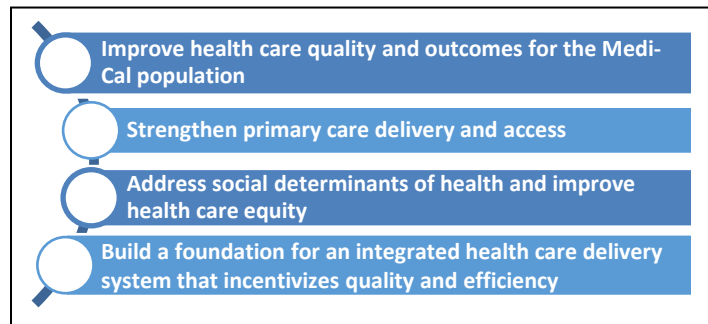 Improve health care quality and outcomes for the Medi-
Cal population
Strengthen primary care delivery and access
Address social determinants of health and improve
health care equity
Build a foundation for an integrated health care delivery
system that incentivizes quality and efficiency